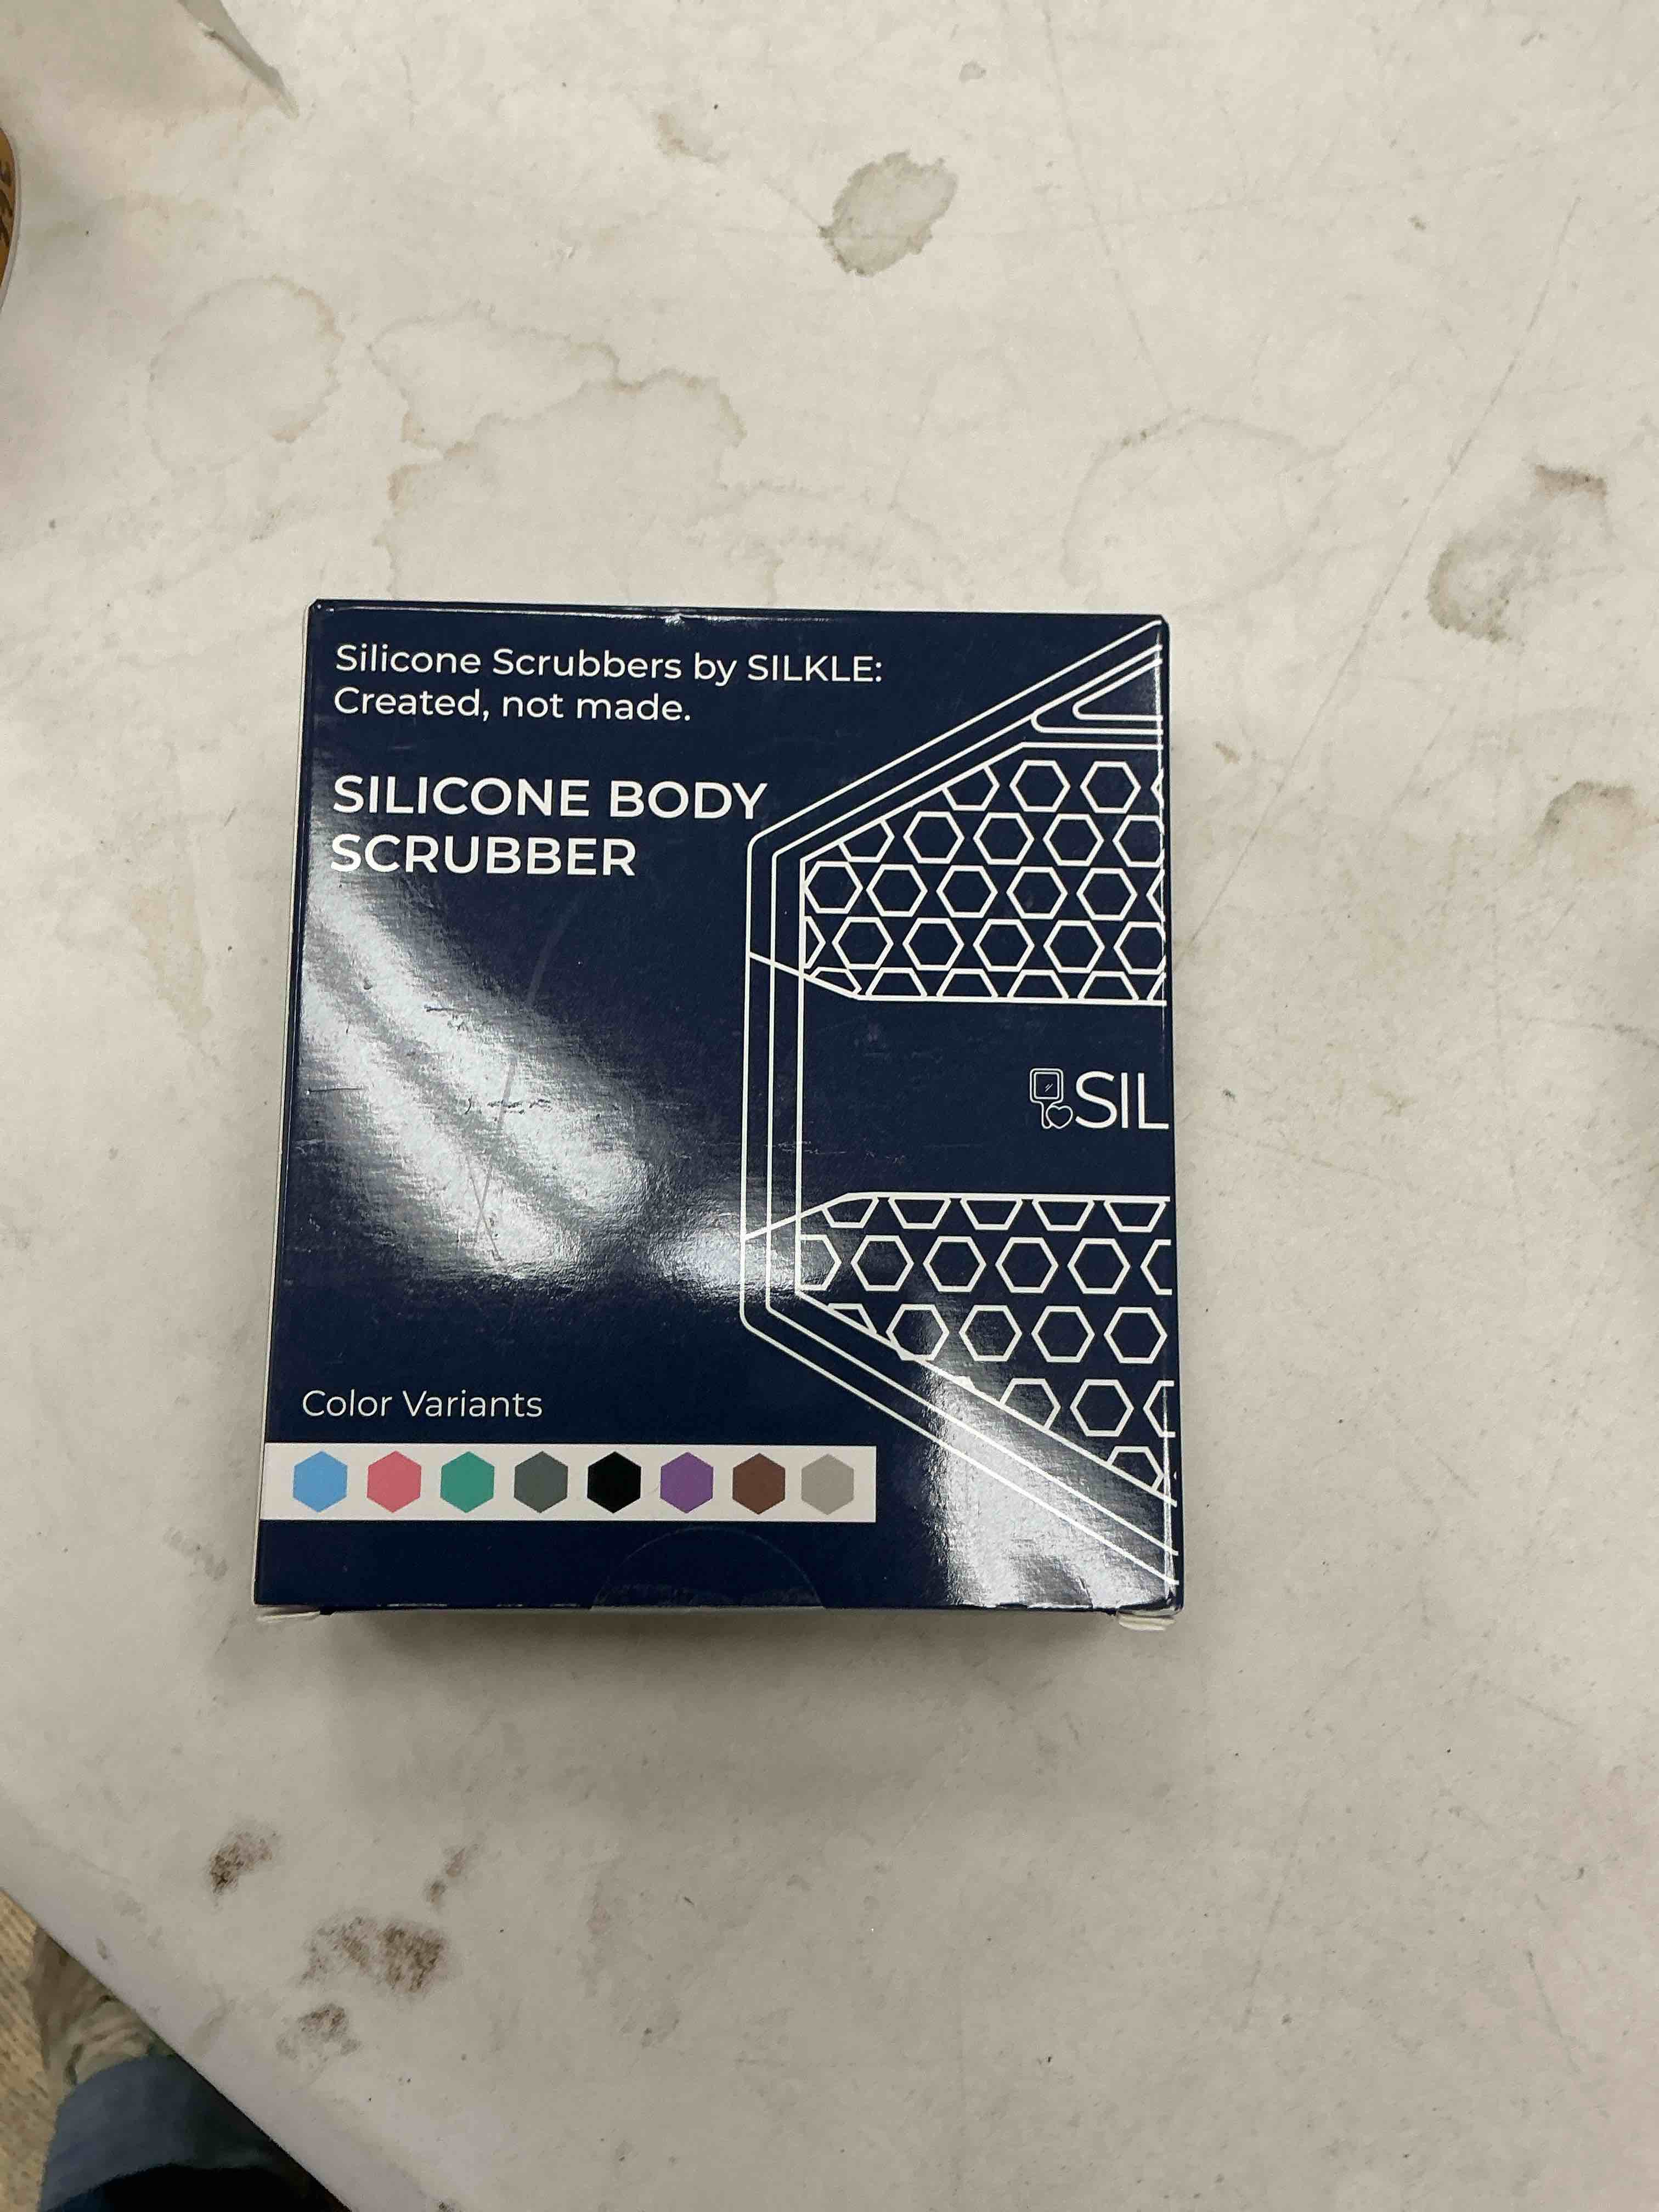 Silicone Scrubbers by SILKLE:
Created, not made.
SILICONE BODY
SCRUBBER
SIL
Color Variants